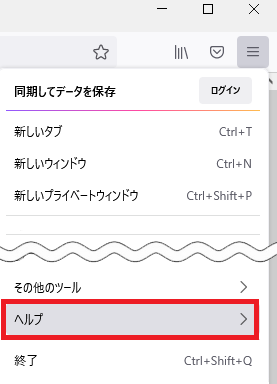 同期してデータを保存 ログイン
新しいタブ Ctrl+T
新しいウィンドウ Ctrl+N
新しいプライベートウィンドウ Ctrl+Shift+P
その他のツール
ヘルプ
終了 Ctrl+Shift+Q